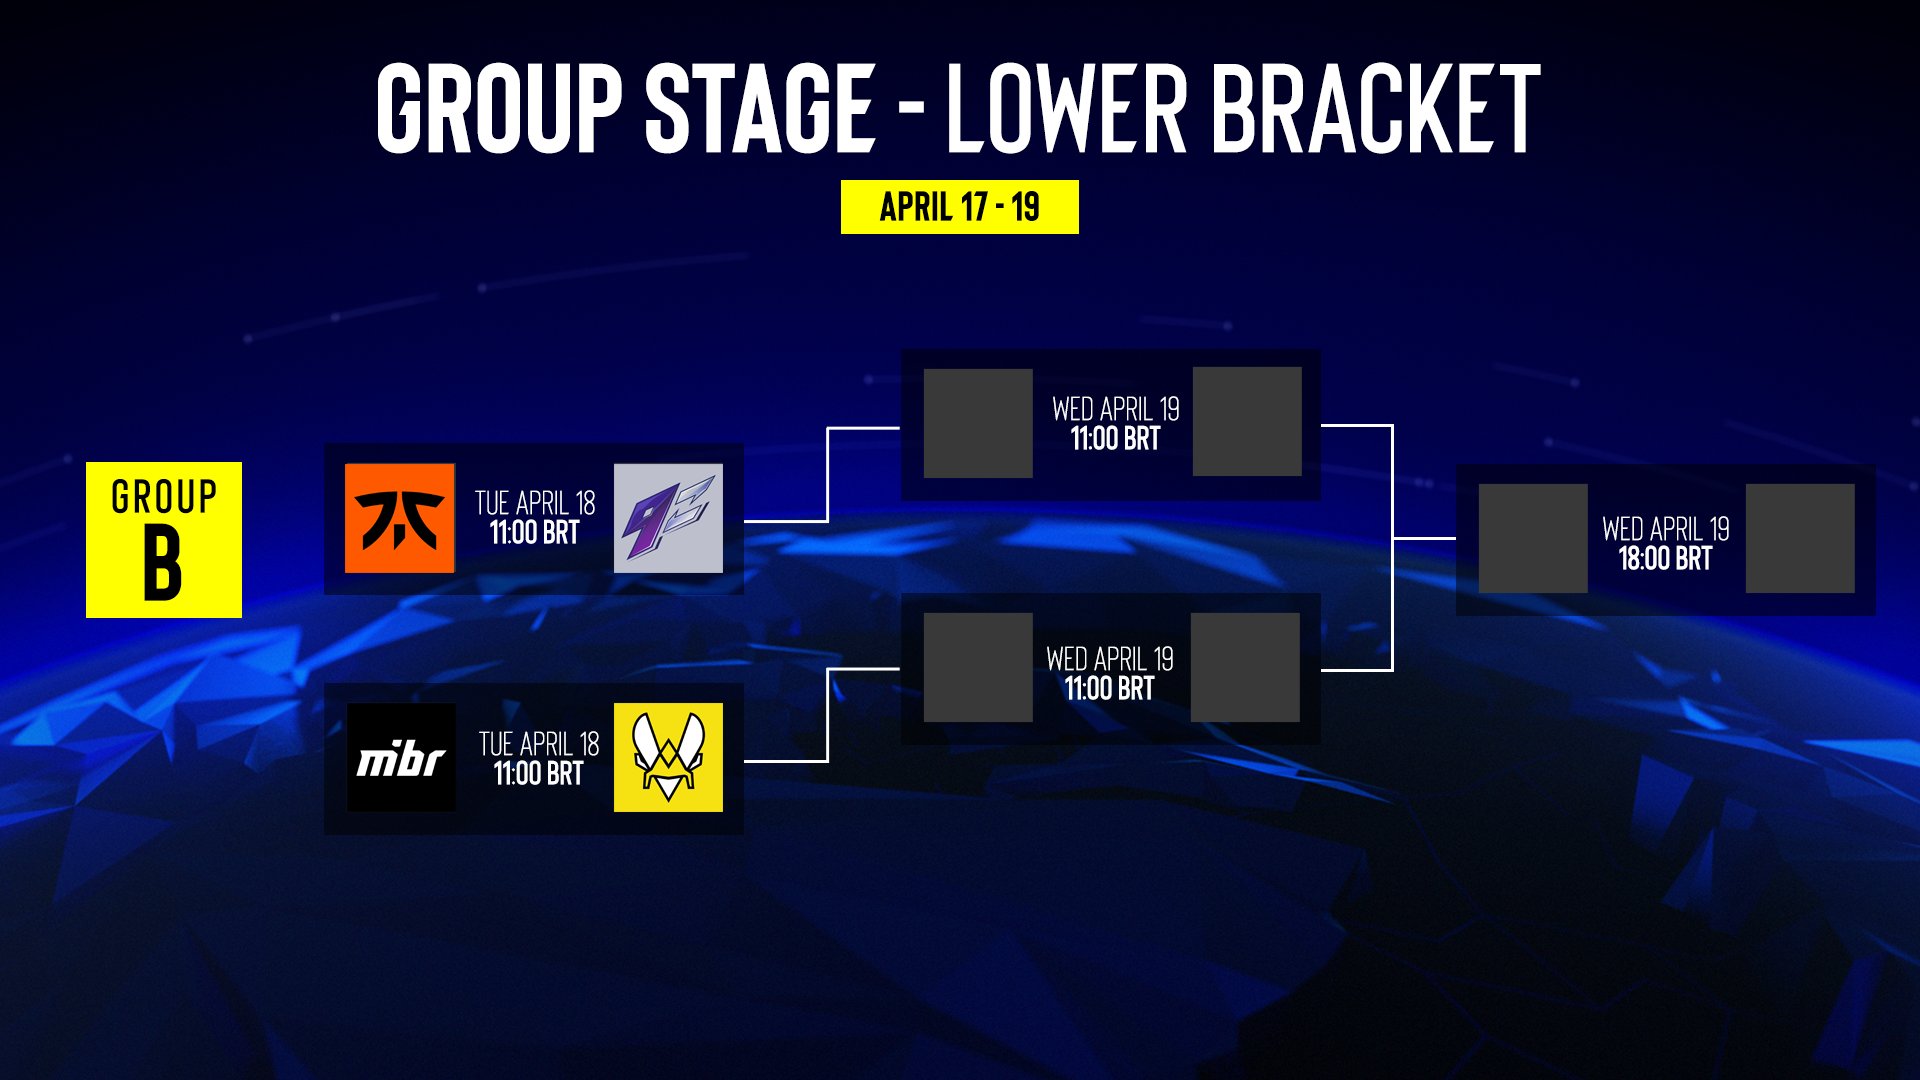 GROUP STAGE - LOWER BRACKET
APRIL 17 - 19
GROUP
B
TUE APRIL 18
11:00 BRT
9Z
mibr
TUE APRIL 18
11:00 BRT
WED APRIL 19
11:00 BRT
WED APRIL 19
11:00 BRT
WED APRIL 19
18:00 BRT